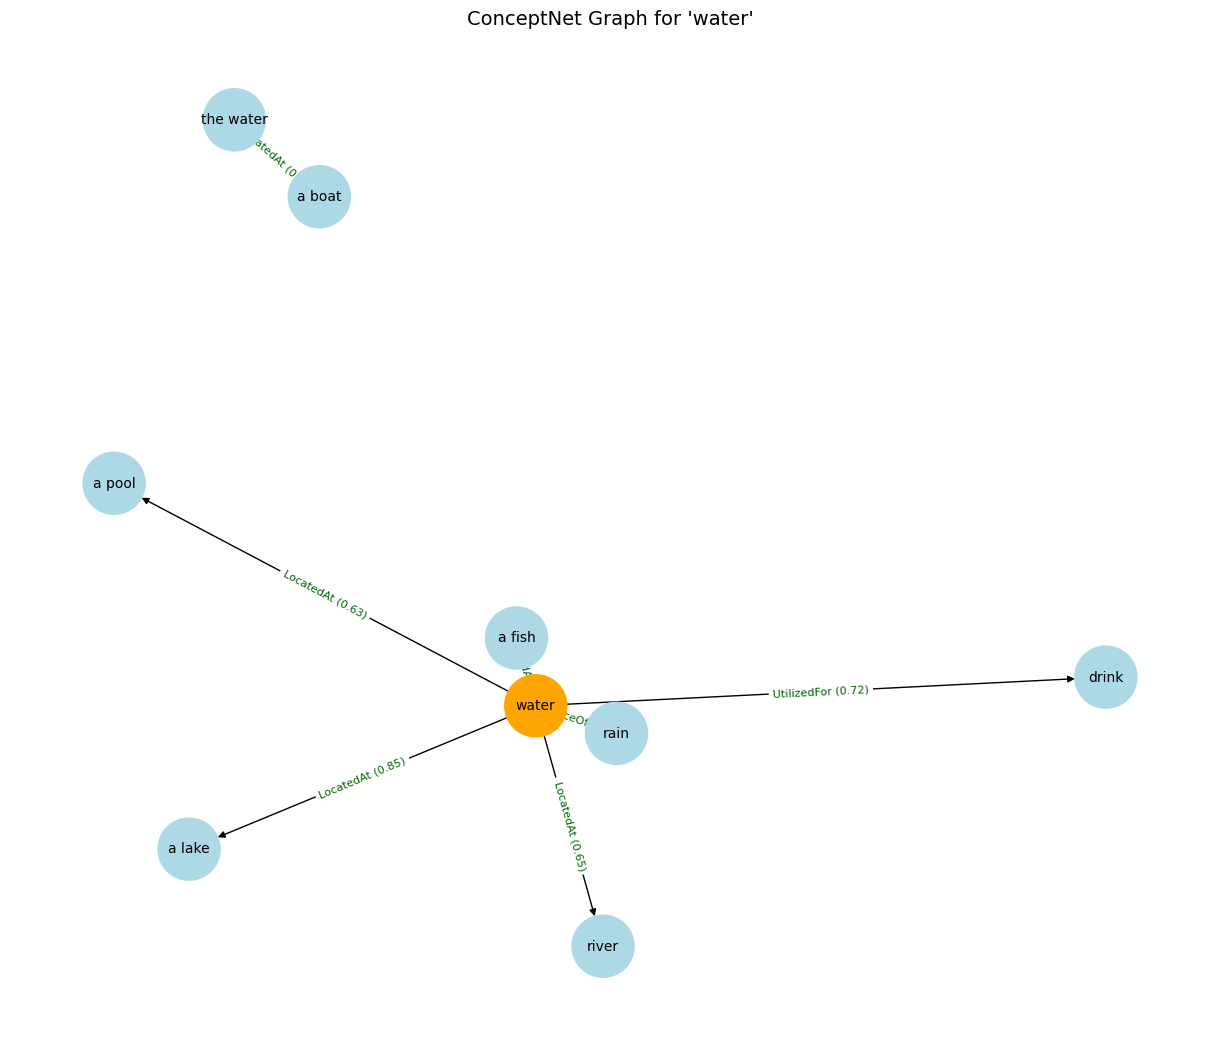 ConceptNet Graph for 'water'
the water
atedAt (0
a boat
a pool
LocatedAt (0.63)
a fish
drink
UtilizedFor (0.72)
water
ceOf
rain
LocatedAt (0.85)
LocatedAt (0.65)
a lake
river